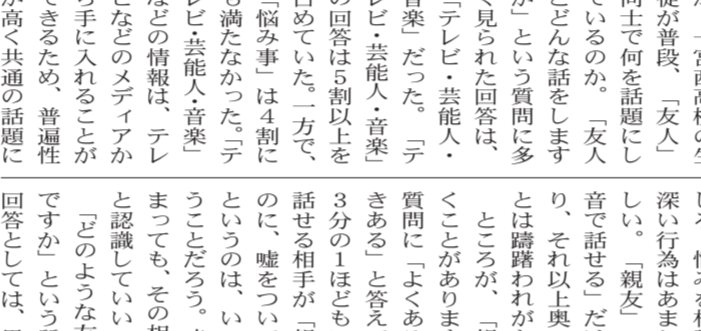 徒が普段、「友人」
同士で何を話題にし
ているのか。「友人
とどんな話をします
か」という質問に多
く見られた回答は、
「テレビ・芸能人・
音楽」だった。「テ
レビ・芸能人・音楽」
の回答は5割以上を
占めていた。一方で、
「悩み事」は4割に
も満たなかった。「テ
レビ・芸能人・音楽」
などの情報は、テレ
ビなどのメディアか
ら手に入れることが
できるため、普遍性
が高く共通の話題に
深い行為はあま
しい。「親友」
音で話せる」だ
り、それ以上奥
とは躊躇われが
ところが、
くことがありま
質問に「よくあ
きある」と答え
3分の1ほども
話せる相手が
のに、嘘をつい
というのは、い
うことだろう。
まっても、その
と認識していい
「どのような友
ですか」という
回答としては、